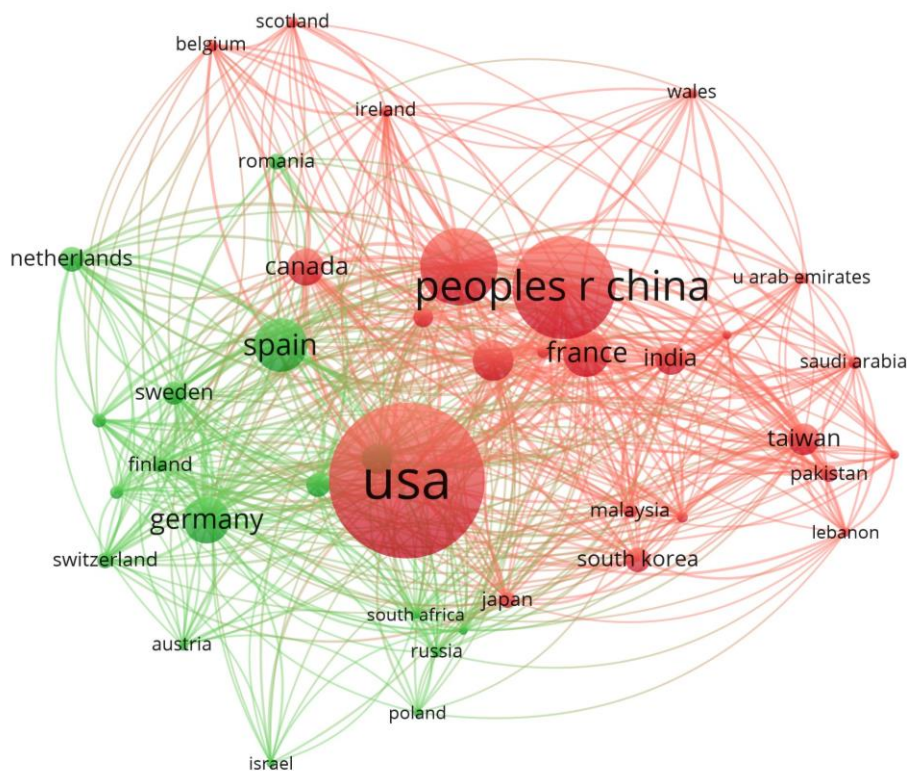 scotland
belgium
wales
ireland
romania
netherlands
canada
peoples r china
u arab emirates
spain
france
india
saudi arabia
sweden
taiwan
finland
usa
pakistan
germany
malaysia
lebanon
switzerland
south korea
japan
south africa
austria
russia
poland
israel